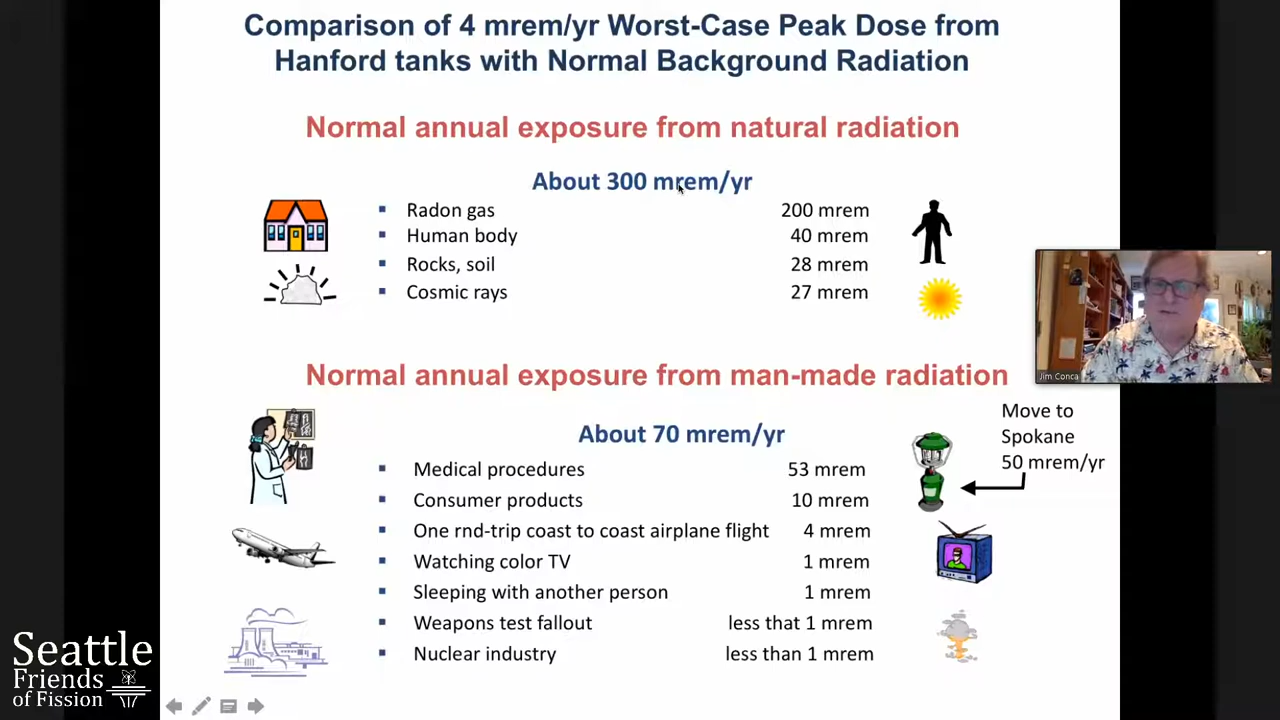 Comparison of 4 mrem/yr Worst-Case Peak Dose from
Hanford tanks with Normal Background Radiation
Normal annual exposure from natural radiation
About 300 mrem/yr
▪ Radon gas 200 mrem
▪ Human body 40 mrem
▪ Rocks, soil 28 mrem
▪ Cosmic rays 27 mrem
Jim Conca
Normal annual exposure from man-made radiation
About 70 mrem/yr
Move to
Spokane
50 mrem/yr
▪ Medical procedures 53 mrem
▪ Consumer products 10 mrem
▪ One rnd-trip coast to coast airplane flight 4 mrem
▪ Watching color TV 1 mrem
▪ Sleeping with another person 1 mrem
▪ Weapons test fallout less that 1 mrem
▪ Nuclear industry less than 1 mrem
Seattle
Friends
of Fission